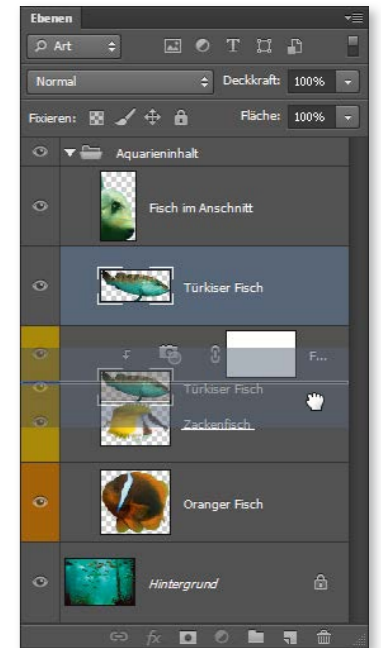 Ebenen
Art
Normal Deckkraft: 100%
Fixieren: Fläche: 100%
Aquarieninhalt
Fisch im Anschnitt
Türkiser Fisch
F...
Türkiser Fisch
Zackenfisch
Oranger Fisch
Hintergrund
fx